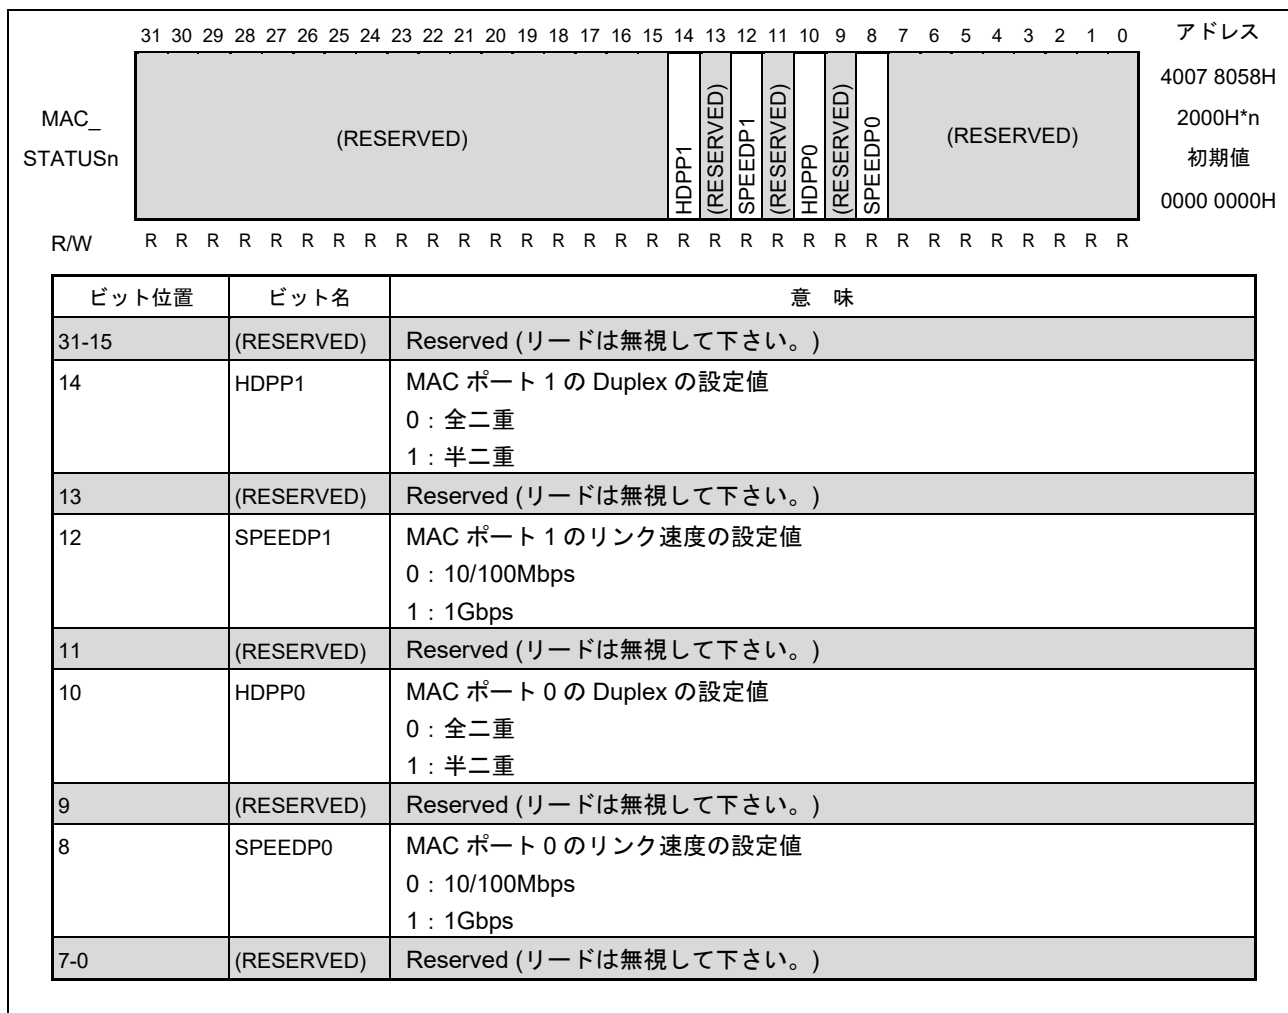 31 30 29 28 27 26 25 24 23 22 21 20 19 18 17 16 15 14 13 12 11 10 9 8 7 6 5 4 3 2 1 0 アドレス
4007 8058H
MAC_
STATUSn
(RESERVED)
HDPP1
(RESERVED)
SPEEDP1
(RESERVED)
HDPP0
(RESERVED)
SPEEDP0
(RESERVED)
2000H*n
初期値
0000 0000H
R/W R R R R R R R R R R R R R R R R R R R R R R R R R R R R R R R R
ビット位置 ビット名 意 味
31-15 (RESERVED) Reserved (リードは無視して下さい。)
14 HDPP1 MAC ポート 1 の Duplex の設定値
0：全二重
1：半二重
13 (RESERVED) Reserved (リードは無視して下さい。)
12 SPEEDP1 MAC ポート 1 のリンク速度の設定値
0：10/100Mbps
1：1Gbps
11 (RESERVED) Reserved (リードは無視して下さい。)
10 HDPP0 MAC ポート 0 の Duplex の設定値
0：全二重
1：半二重
9 (RESERVED) Reserved (リードは無視して下さい。)
8 SPEEDP0 MAC ポート 0 のリンク速度の設定値
0：10/100Mbps
1：1Gbps
7-0 (RESERVED) Reserved (リードは無視して下さい。)